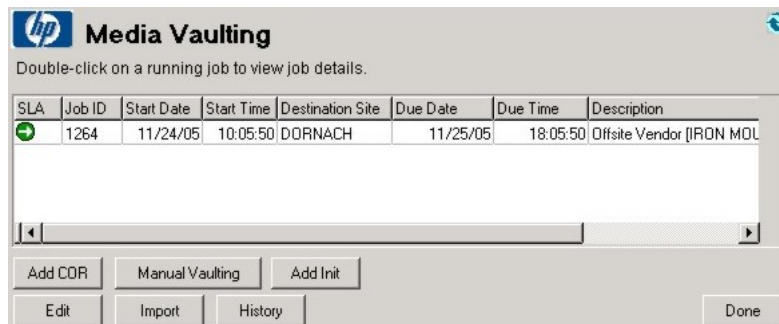 hp Media Vaulting
Double-click on a running job to view job details.
SLA Job ID Start Date Start Time Destination Site Due Date Due Time Description
1264 11/24/05 10:05:50 DORNACH 11/25/05 18:05:50 Offsite Vendor [IRON MOU
Add COR Manual Vaulting Add Init
Edit Import History Done